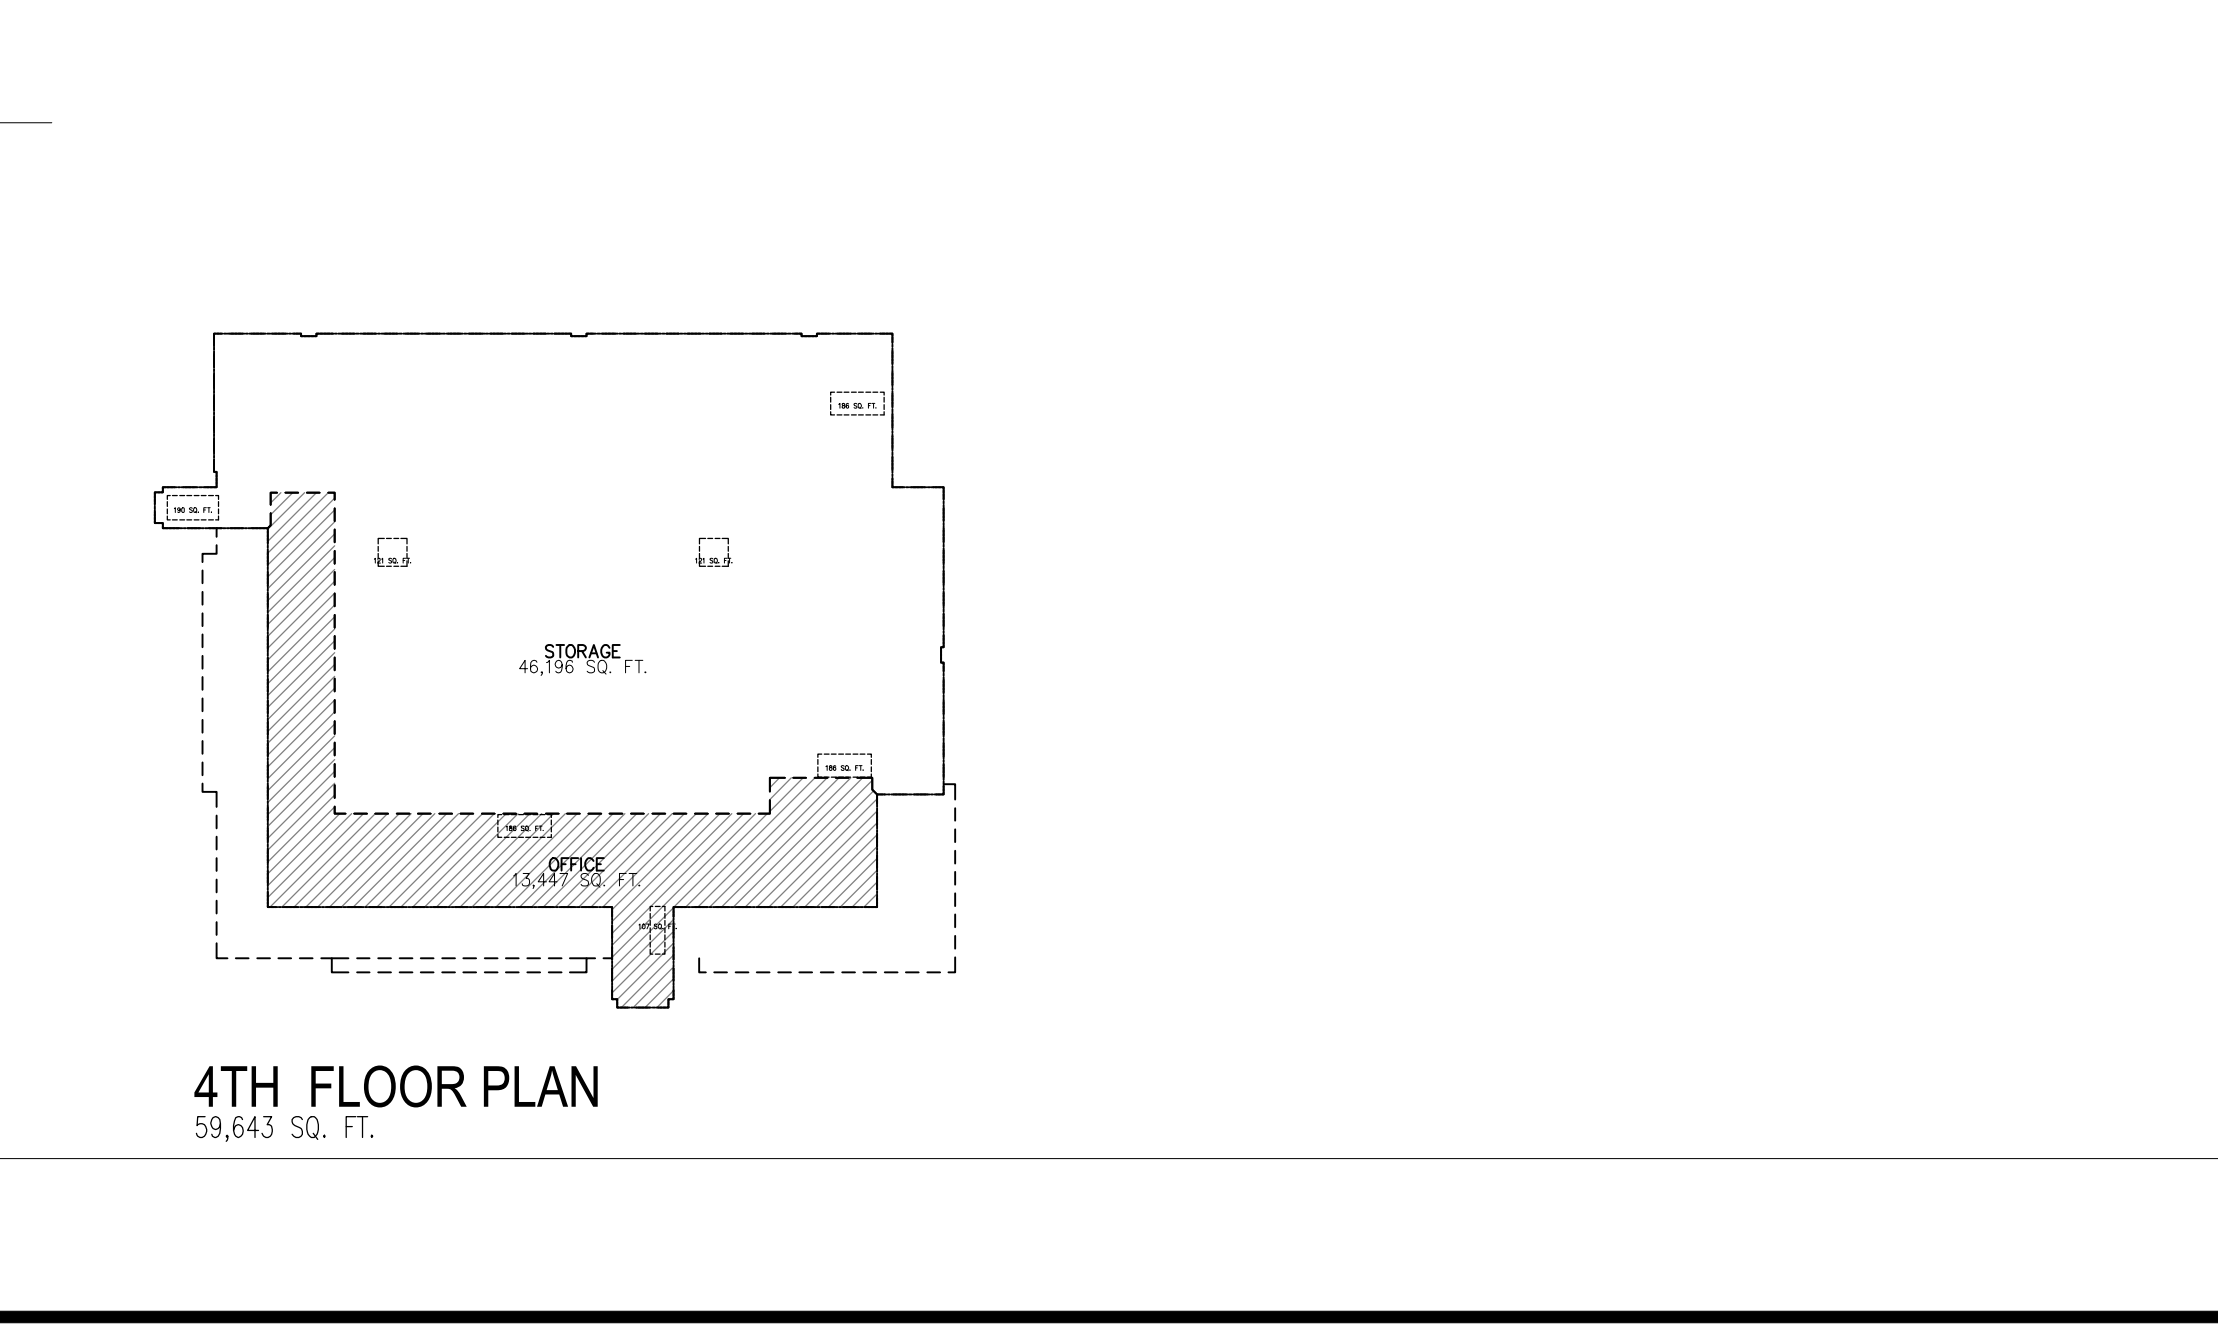 186 SQ. FT.
190 SQ. FT.
121 SQ. FT.
121 SQ. FT.
STORAGE
46,196 SQ. FT.
186 SQ. FT.
186 SQ. FT.
OFFICE
13,447 SQ. FT.
107 SQ. FT.
4TH FLOOR PLAN
59,643 SQ. FT.